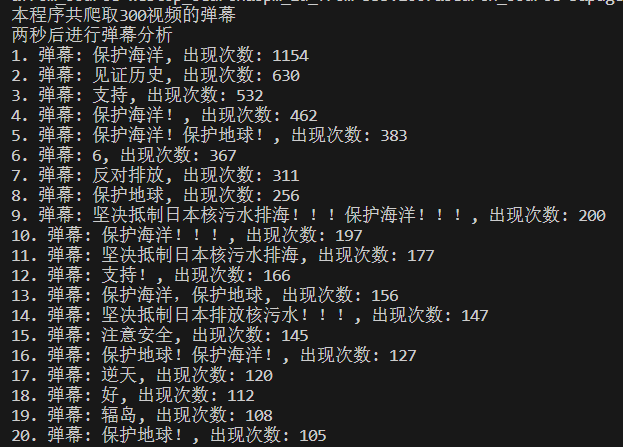 本程序共爬取300视频的弹幕
两秒后进行弹幕分析
1. 弹幕: 保护海洋, 出现次数: 1154
2. 弹幕: 见证历史, 出现次数: 630
3. 弹幕: 支持, 出现次数: 532
4. 弹幕: 保护海洋！, 出现次数: 462
5. 弹幕: 保护海洋！保护地球！, 出现次数: 383
6. 弹幕: 6, 出现次数: 367
7. 弹幕: 反对排放, 出现次数: 311
8. 弹幕: 保护地球, 出现次数: 256
9. 弹幕: 坚决抵制日本核污水排海！！！保护海洋！！！, 出现次数: 200
10. 弹幕: 保护海洋！！！, 出现次数: 197
11. 弹幕: 坚决抵制日本核污水排海, 出现次数: 177
12. 弹幕: 支持！, 出现次数: 166
13. 弹幕: 保护海洋，保护地球, 出现次数: 156
14. 弹幕: 坚决抵制日本排放核污水！！！, 出现次数: 147
15. 弹幕: 注意安全, 出现次数: 145
16. 弹幕: 保护地球！保护海洋！, 出现次数: 127
17. 弹幕: 逆天, 出现次数: 120
18. 弹幕: 好, 出现次数: 112
19. 弹幕: 辐岛, 出现次数: 108
20. 弹幕: 保护地球！, 出现次数: 105